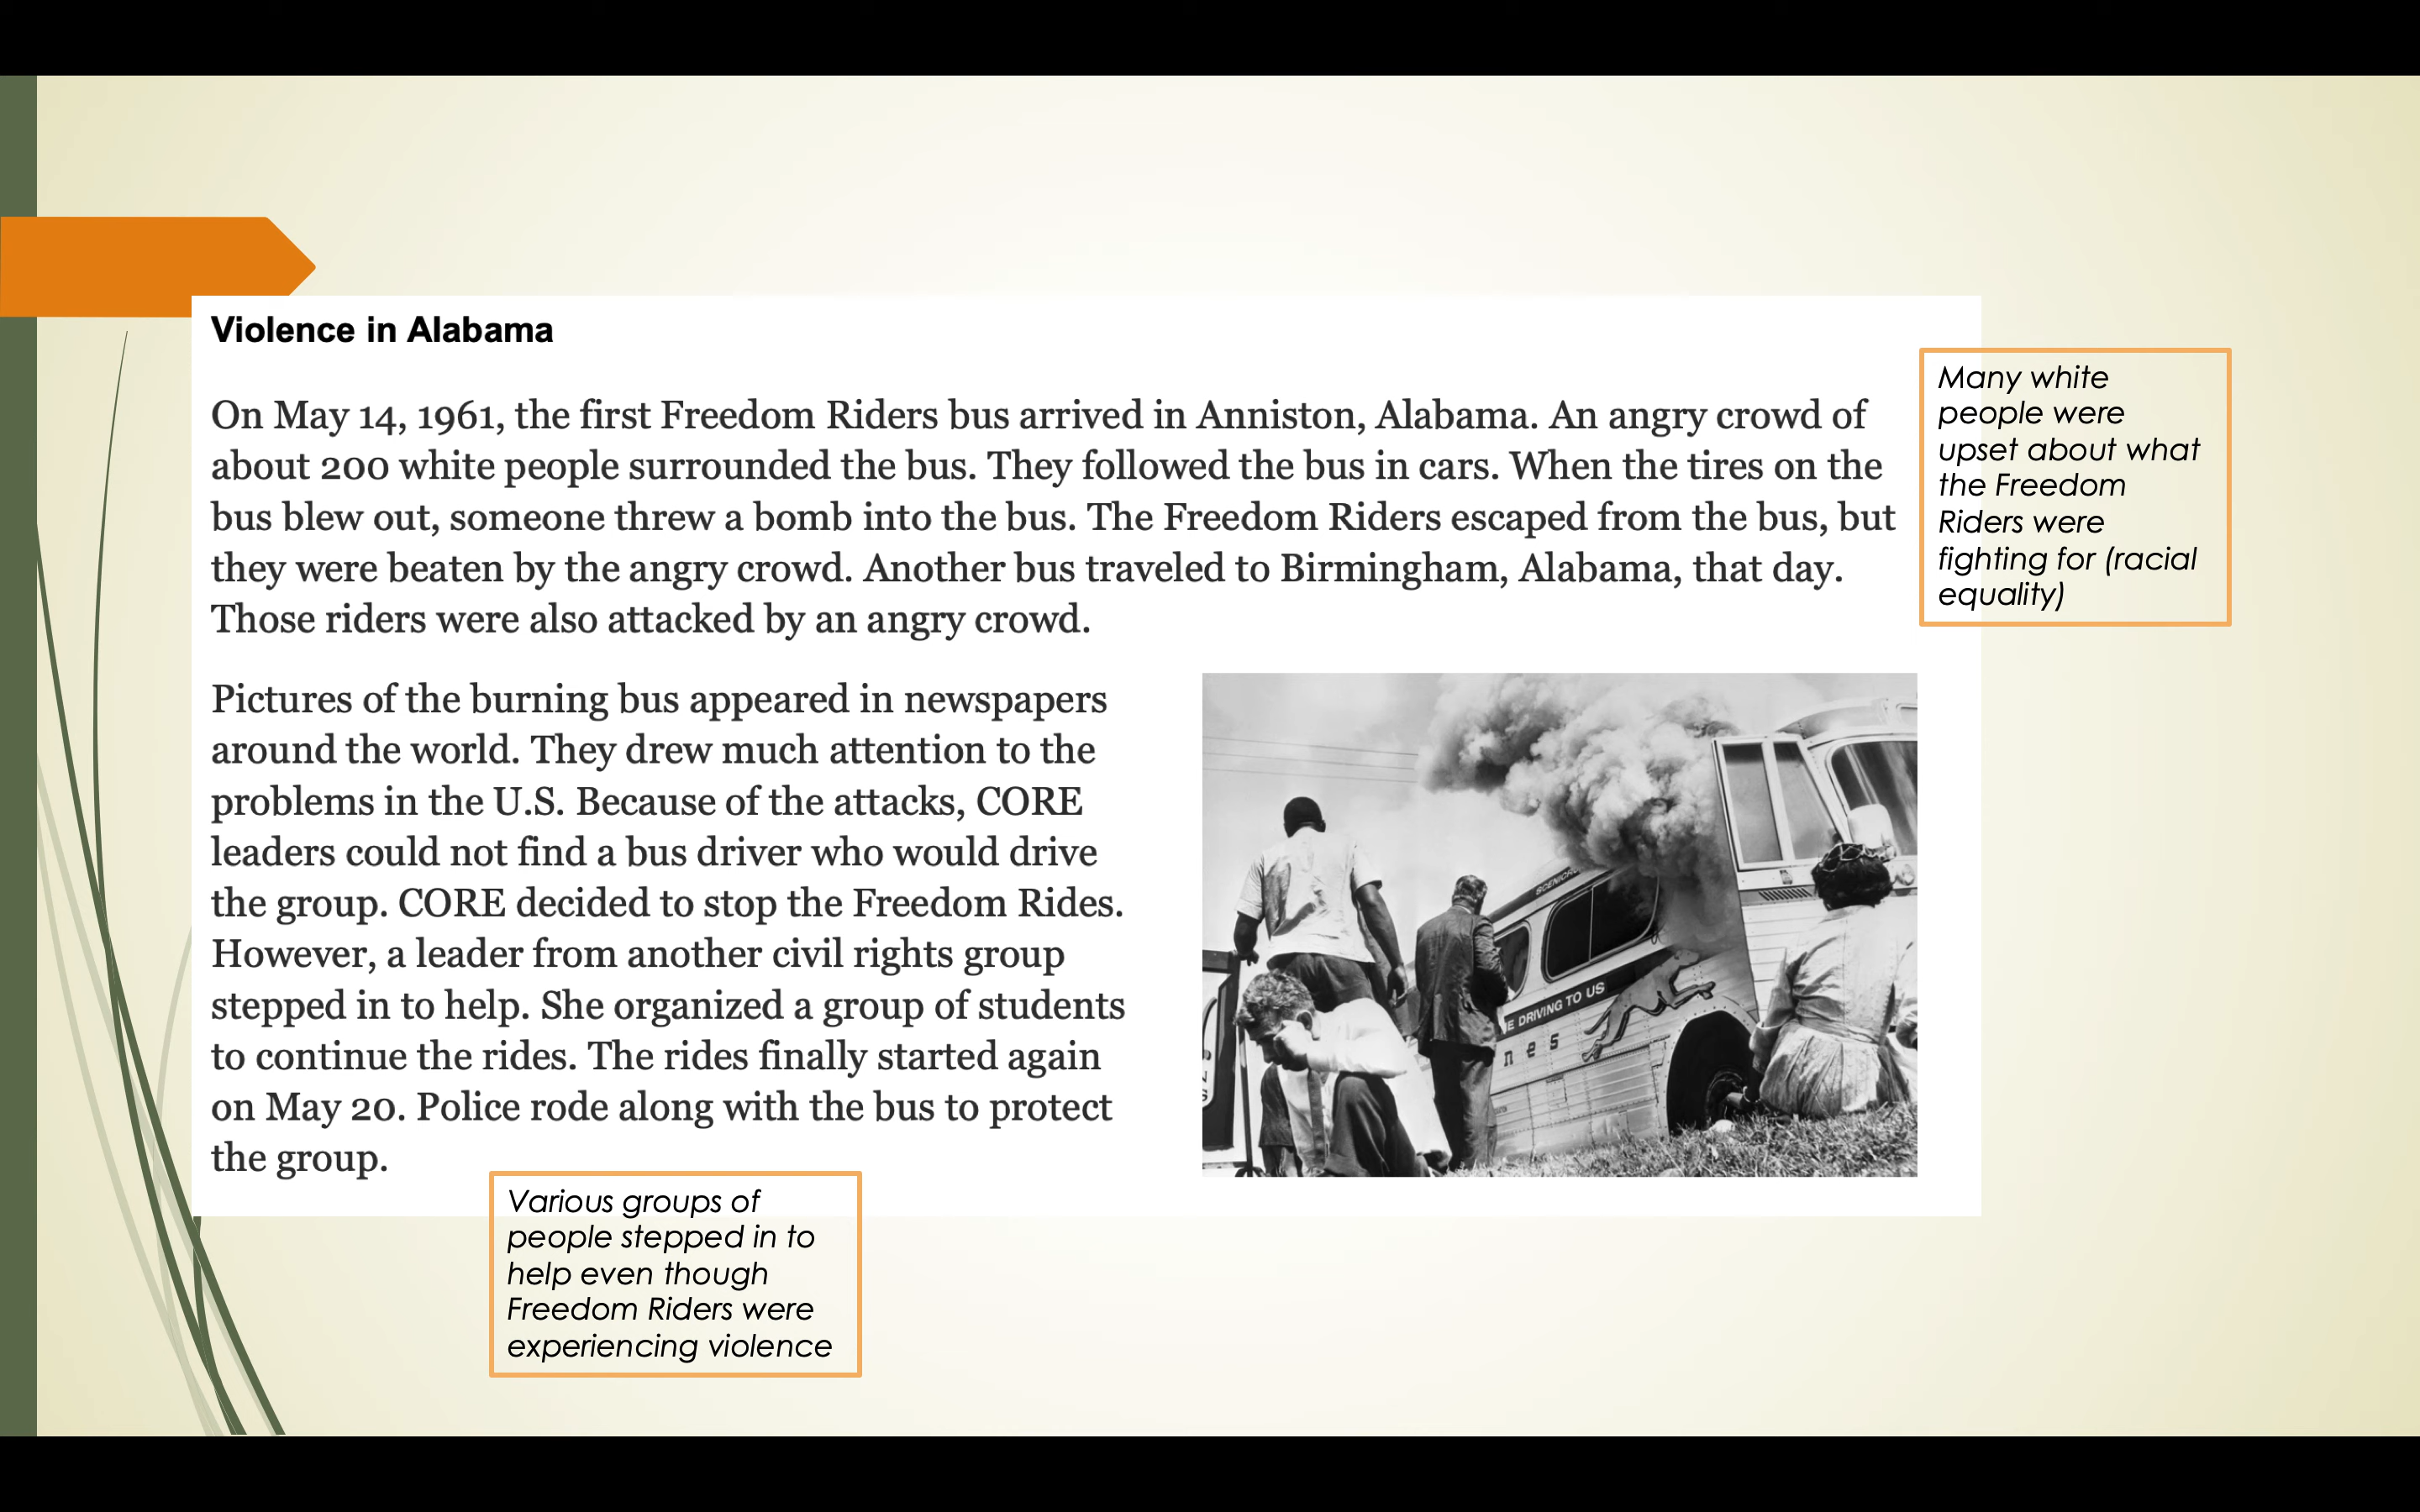 Violence in Alabama
On May 14, 1961, the first Freedom Riders bus arrived in Anniston, Alabama. An angry crowd of
about 200 white people surrounded the bus. They followed the bus in cars. When the tires on the
bus blew out, someone threw a bomb into the bus. The Freedom Riders escaped from the bus, but
they were beaten by the angry crowd. Another bus traveled to Birmingham, Alabama, that day.
Those riders were also attacked by an angry crowd.
Many white
people were
upset about what
the Freedom
Riders were
fighting for (racial
equality)
Pictures of the burning bus appeared in newspapers
around the world. They drew much attention to the
problems in the U.S. Because of the attacks, CORE
leaders could not find a bus driver who would drive
the group. CORE decided to stop the Freedom Rides.
However, a leader from another civil rights group
stepped in to help. She organized a group of students
to continue the rides. The rides finally started again
on May 20. Police rode along with the bus to protect
the group.
E DRIVING TO US
nes
Various groups of
people stepped in to
help even though
Freedom Riders were
experiencing violence